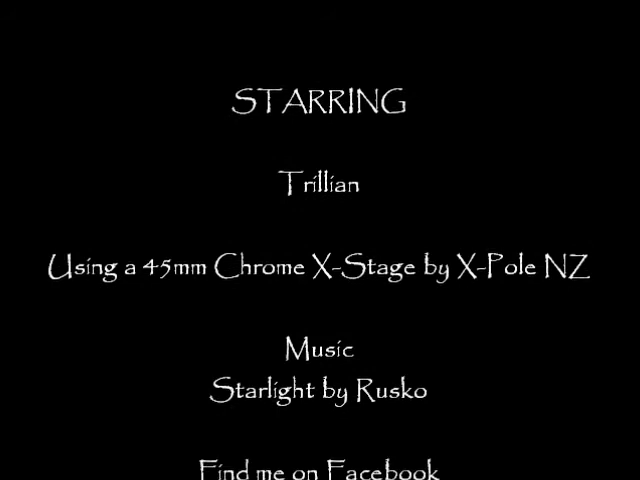 STARRING
Trillian
Using a 45mm Chrome X-Stage by X-Pole NZ
Music
Starlight by Rusko
Find me on Facebook